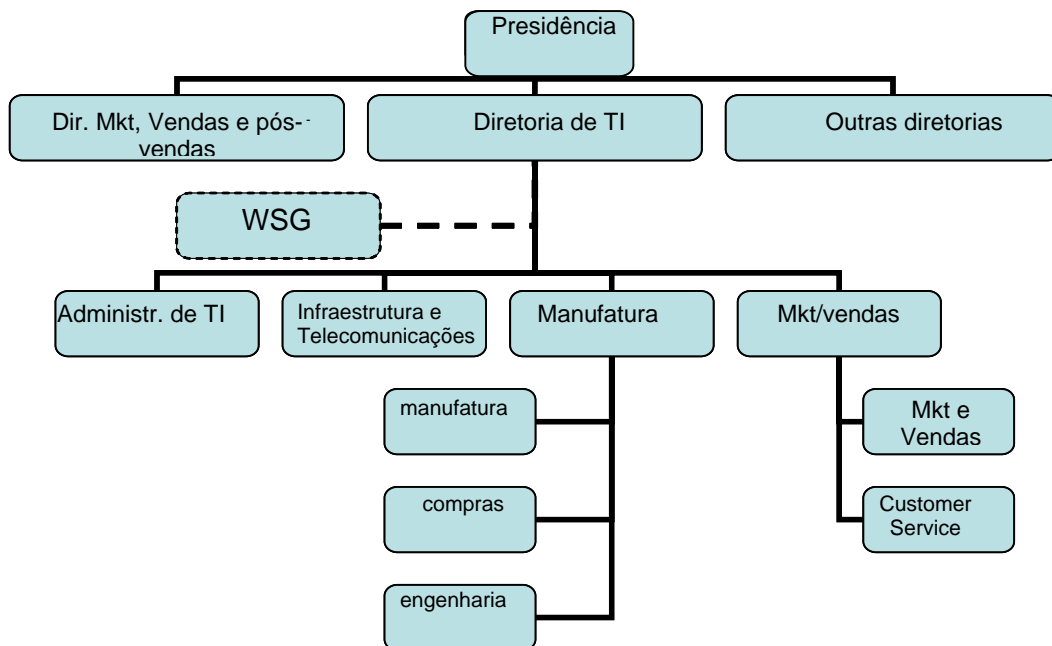 Presidência
Dir. Mkt, Vendas e pós-
vendas
Diretoria de TI
Outras diretorias
WSG
Administr. de TI
Infraestrutura e
Telecomunicações
Manufatura
Mkt/vendas
manufatura
Mkt e
Vendas
compras
Customer
Service
engenharia